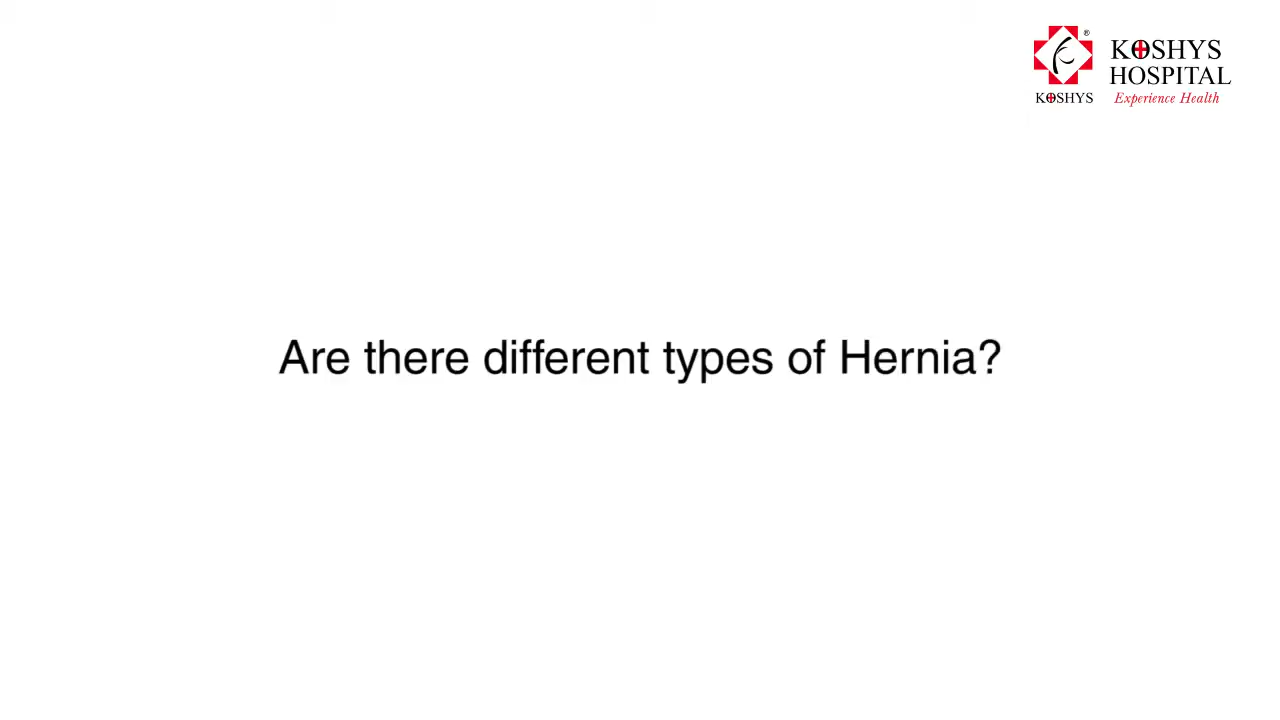 KOSHYS
HOSPITAL
KOSHYS
Experience Health
Are there different types of Hernia?